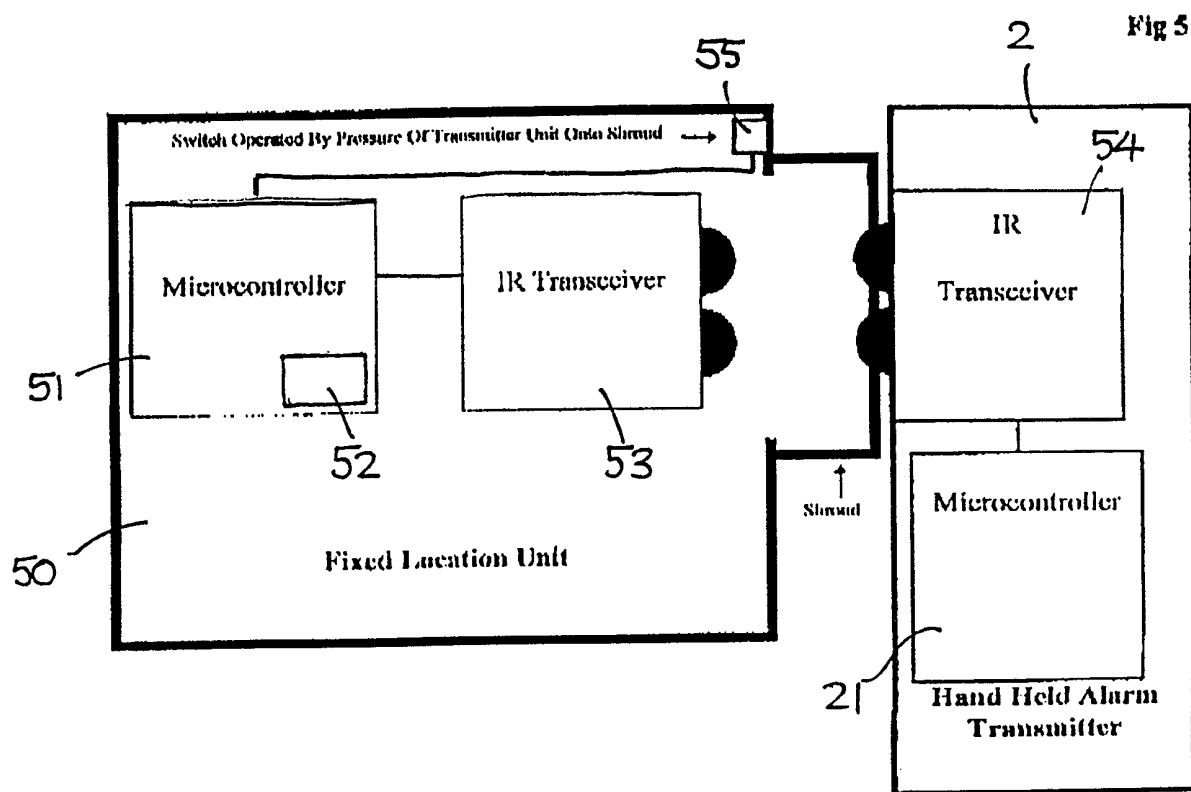 Fig 5
55
2
Switch Operated By Pressure Of Transmitter Unit Onto Shroud
54
IR
Transceiver
Microcontroller
IR Transceiver
51
52
53
Shroud
Microcontroller
50
Fixed Location Unit
21
Hand Held Alarm
Transmitter